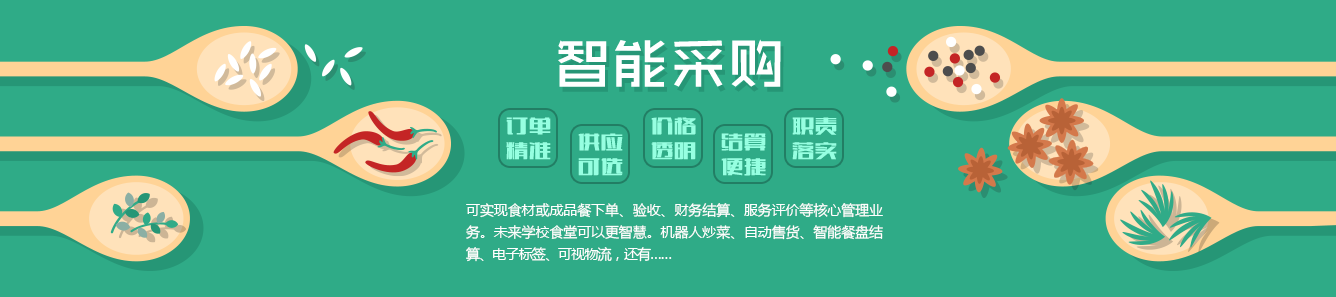 智能采购
订单
精准
供应
可选
价格
透明
结算
便捷
职责
落实
可实现食材或成品餐下单、验收、财务结算、服务评价等核心管理业
务。未来学校食堂可以更智慧。机器人炒菜、自动售货、智能餐盘结
算、电子标签、可视物流，还有......